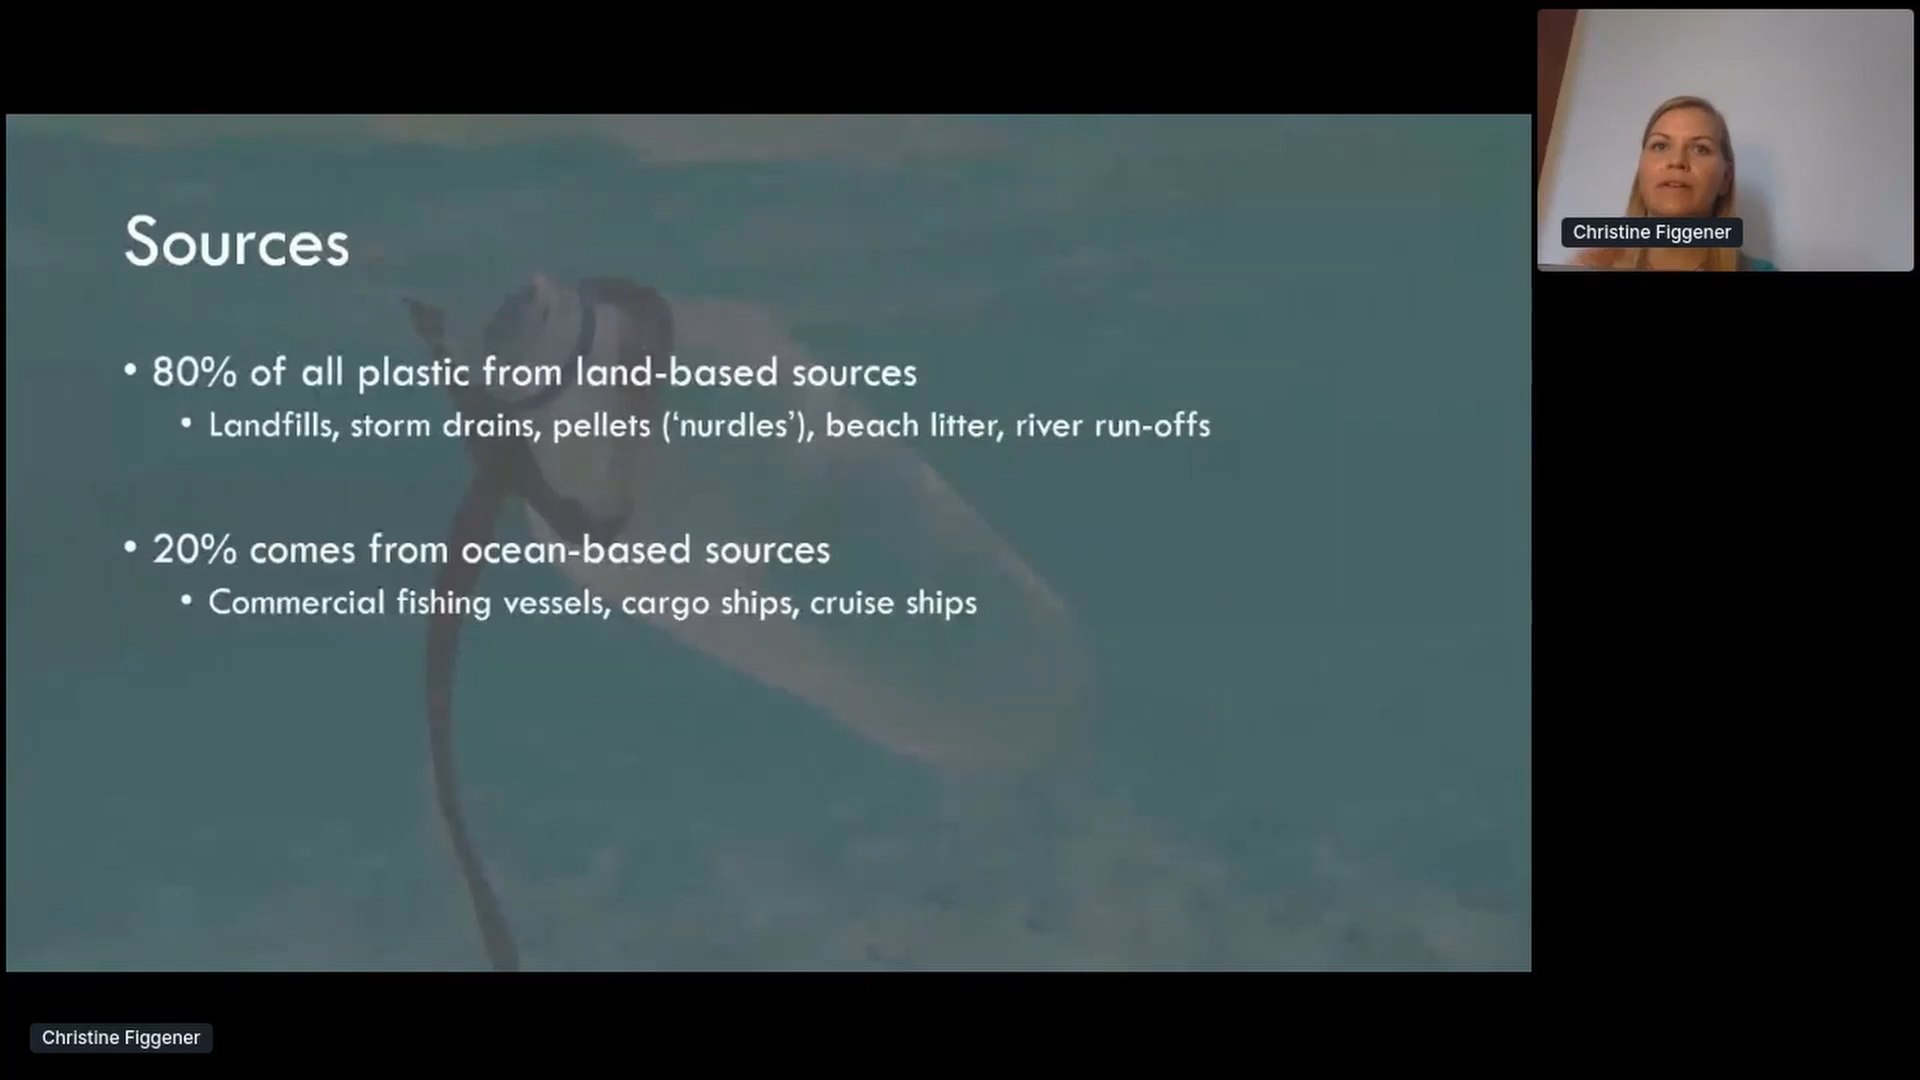 Sources
• 80% of all plastic from land-based sources
• Landfills, storm drains, pellets (‘nurdles’), beach litter, river run-offs
• 20% comes from ocean-based sources
• Commercial fishing vessels, cargo ships, cruise ships
Christine Figgener
Christine Figgener